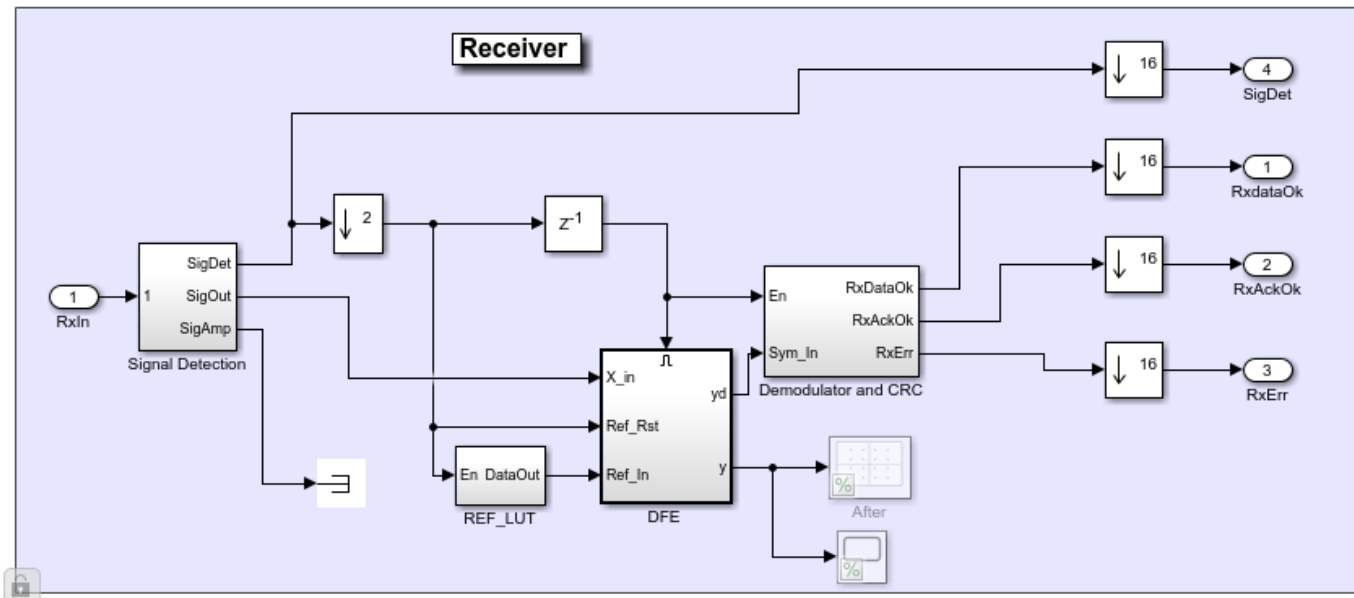 Receiver
16
4
SigDet
16
1
RxdataOk
2
Z-1
SigDet
1
SigOut
SigAmp
Signal Detection
1
RxIn
16
2
RxAckOk
En
RxDataOk
RxAckOk
Sym_In
RxErr
Demodulator and CRC
16
3
RxErr
X_in
yd
Ref_Rst
Ref_In
y
DFE
En DataOut
REF_LUT
%
After
%